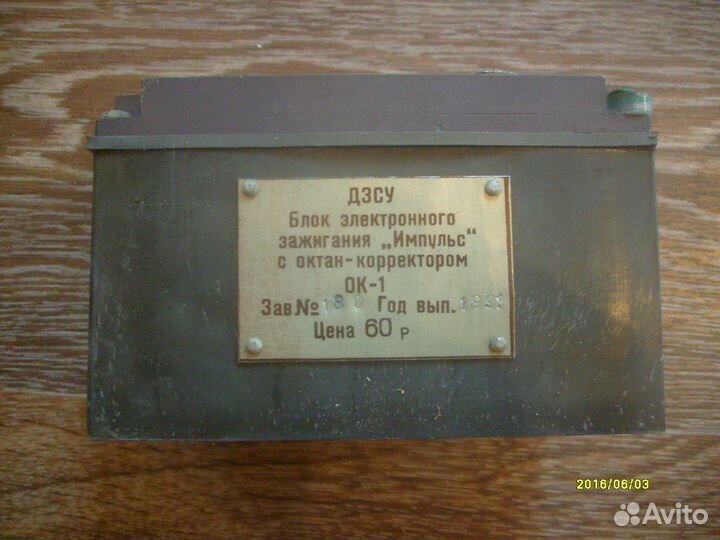 ДЗСУ
Блок электронного
зажигания „Импульс“
с октан-корректором
ОК-1
Зав № Год вып. 1991
Цена 60 р
2016/06/03
Avito